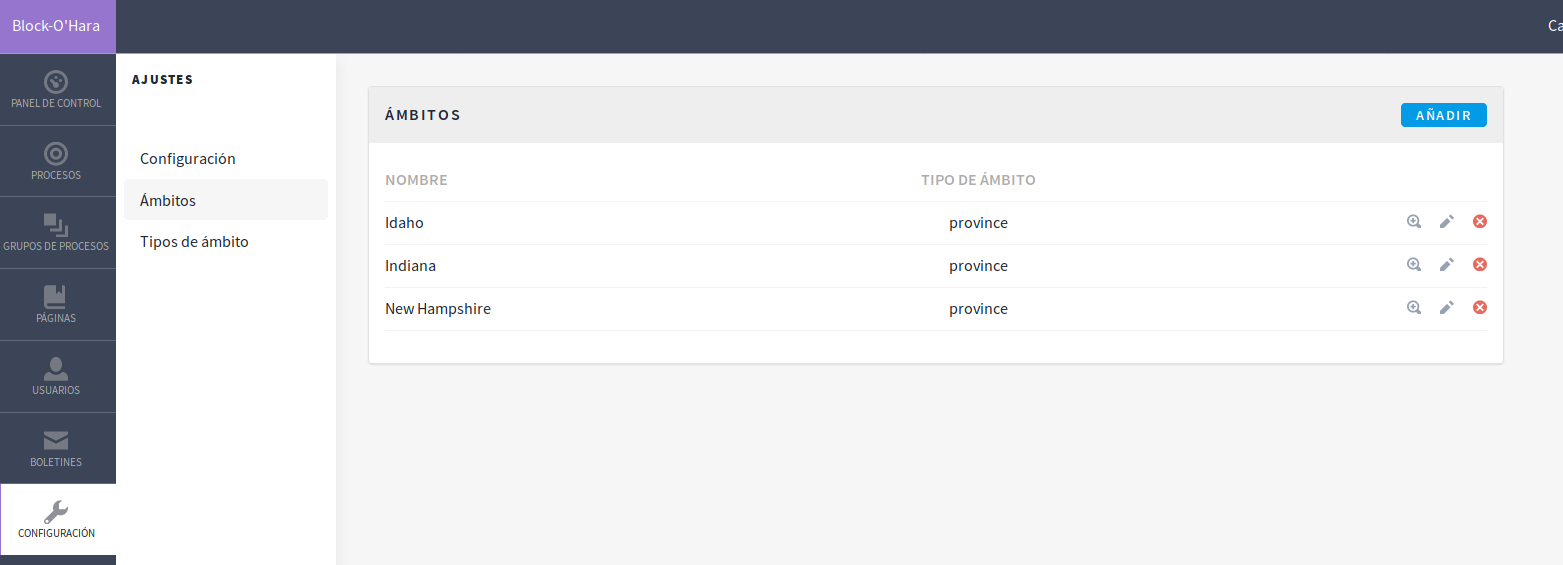 Block-O'Hara
Ca
PANEL DE CONTROL
PROCESOS
GRUPOS DE PROCESOS
PÁGINAS
USUARIOS
BOLETINES
CONFIGURACIÓN
AJUSTES
Configuración
Ámbitos
Tipos de ámbito
ÁMBITOS
AÑADIR
NOMBRE TIPO DE ÁMBITO
Idaho province
Indiana province
New Hampshire province